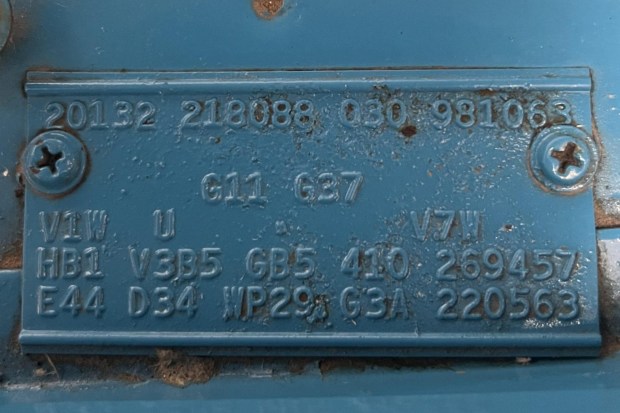 20132 218088 030 981063
G11 G37
V1W U V7W
HB1 V3B5 GB5 410 269457
E44 D34 WP29 G3A 220563